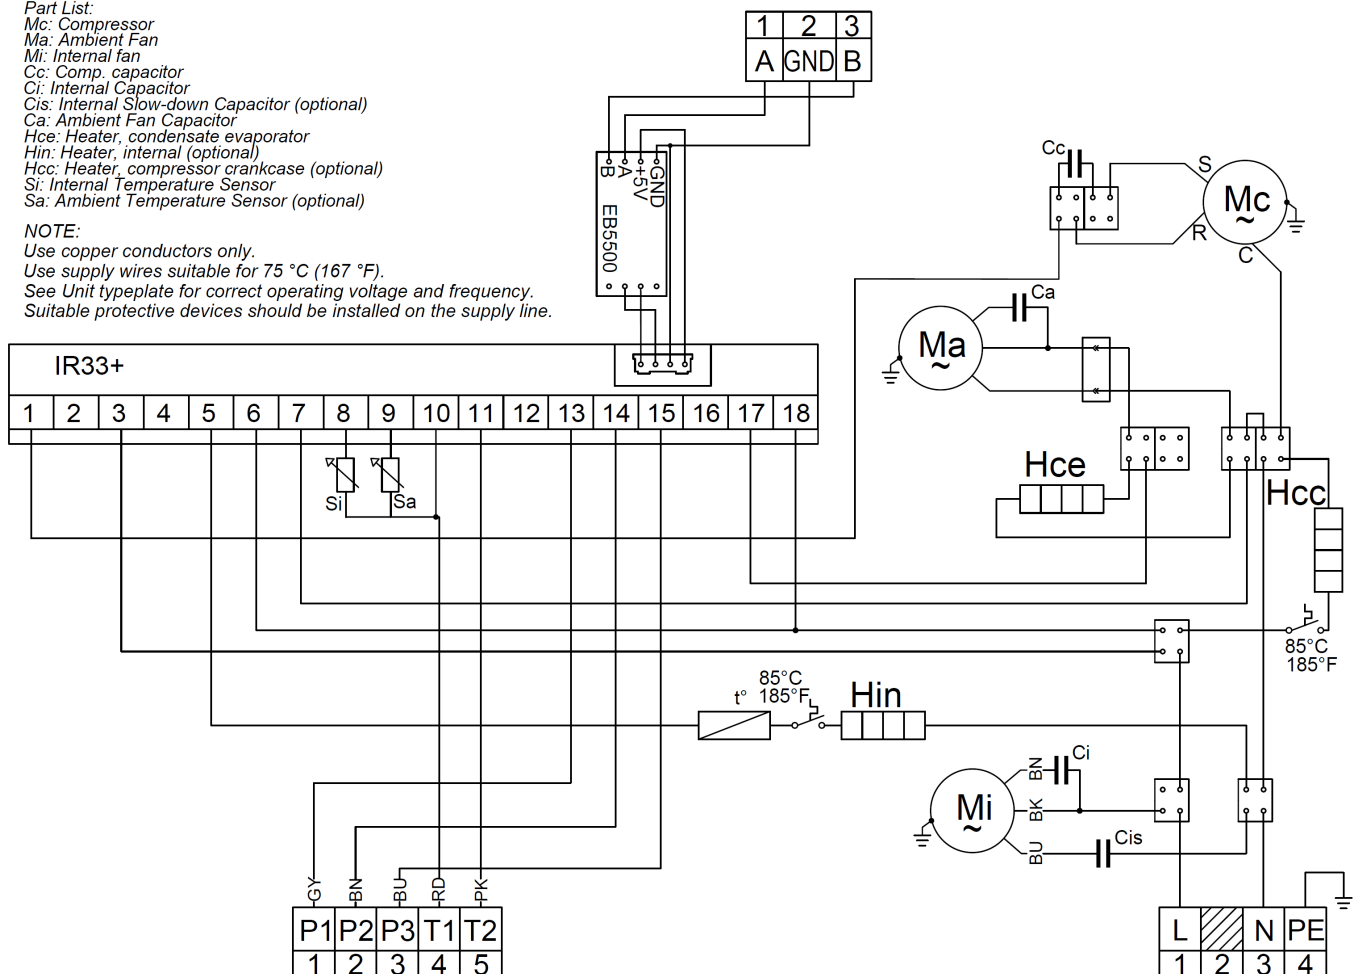 Part List:
Mc: Compressor
Ma: Ambient Fan
Mi: Internal fan
Cc: Comp. capacitor
Ci: Internal Capacitor
Cis: Internal Slow-down Capacitor (optional)
Ca: Ambient Fan Capacitor
Hce: Heater, condensate evaporator
Hin: Heater, internal (optional)
Hcc: Heater, compressor crankcase (optional)
Si: Internal Temperature Sensor
Sa: Ambient Temperature Sensor (optional)
NOTE:
Use copper conductors only.
Use supply wires suitable for 75 °C (167 °F).
See Unit typeplate for correct operating voltage and frequency.
Suitable protective devices should be installed on the supply line.
1 2 3
A GND B
B A +5V GND
EB5500
Cc
S
Mc
~
R
C
Ca
Ma
~
IR33+
1 2 3 4 5 6 7 8 9 10 11 12 13 14 15 16 17 18
Si
Sa
Hce
Hcc
85°C
185°F
t°
85°C
185°F
Hin
Mi
~
BN
Ci
BK
BU
Cis
GY BN BU RD PK
P1 P2 P3 T1 T2
1 2 3 4 5
L N PE
1 2 3 4